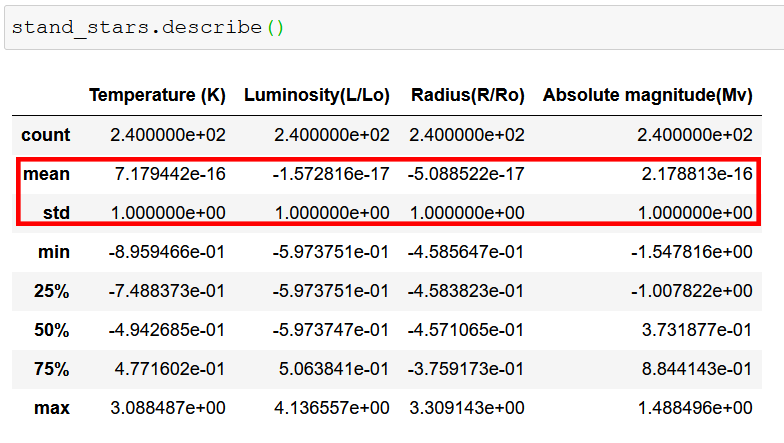 stand_stars.describe()
Temperature (K) Luminosity(L/Lo) Radius(R/Ro) Absolute magnitude(Mv)
count 2.400000e+02 2.400000e+02 2.400000e+02 2.400000e+02
mean 7.179442e-16 -1.572816e-17 -5.088522e-17 2.178813e-16
std 1.000000e+00 1.000000e+00 1.000000e+00 1.000000e+00
min -8.959466e-01 -5.973751e-01 -4.585647e-01 -1.547816e+00
25% -7.488373e-01 -5.973751e-01 -4.583823e-01 -1.007822e+00
50% -4.942685e-01 -5.973747e-01 -4.571065e-01 3.731877e-01
75% 4.771602e-01 5.063841e-01 -3.759173e-01 8.844143e-01
max 3.088487e+00 4.136557e+00 3.309143e+00 1.488496e+00